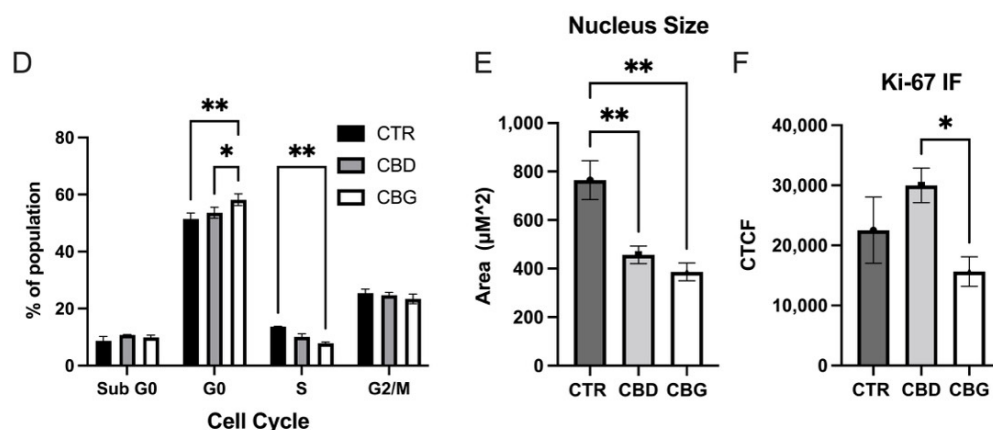 D
**
*
**
CTR
CBD
CBG
80
60
40
20
0
% of population
Sub G0
G0
S
G2/M
Cell Cycle
Nucleus Size
E
**
**
1,000
800
600
400
200
0
Area (µM^2)
CTR
CBD
CBG
F
Ki-67 IF
*
40,000
30,000
20,000
10,000
0
CTCF
CTR
CBD
CBG